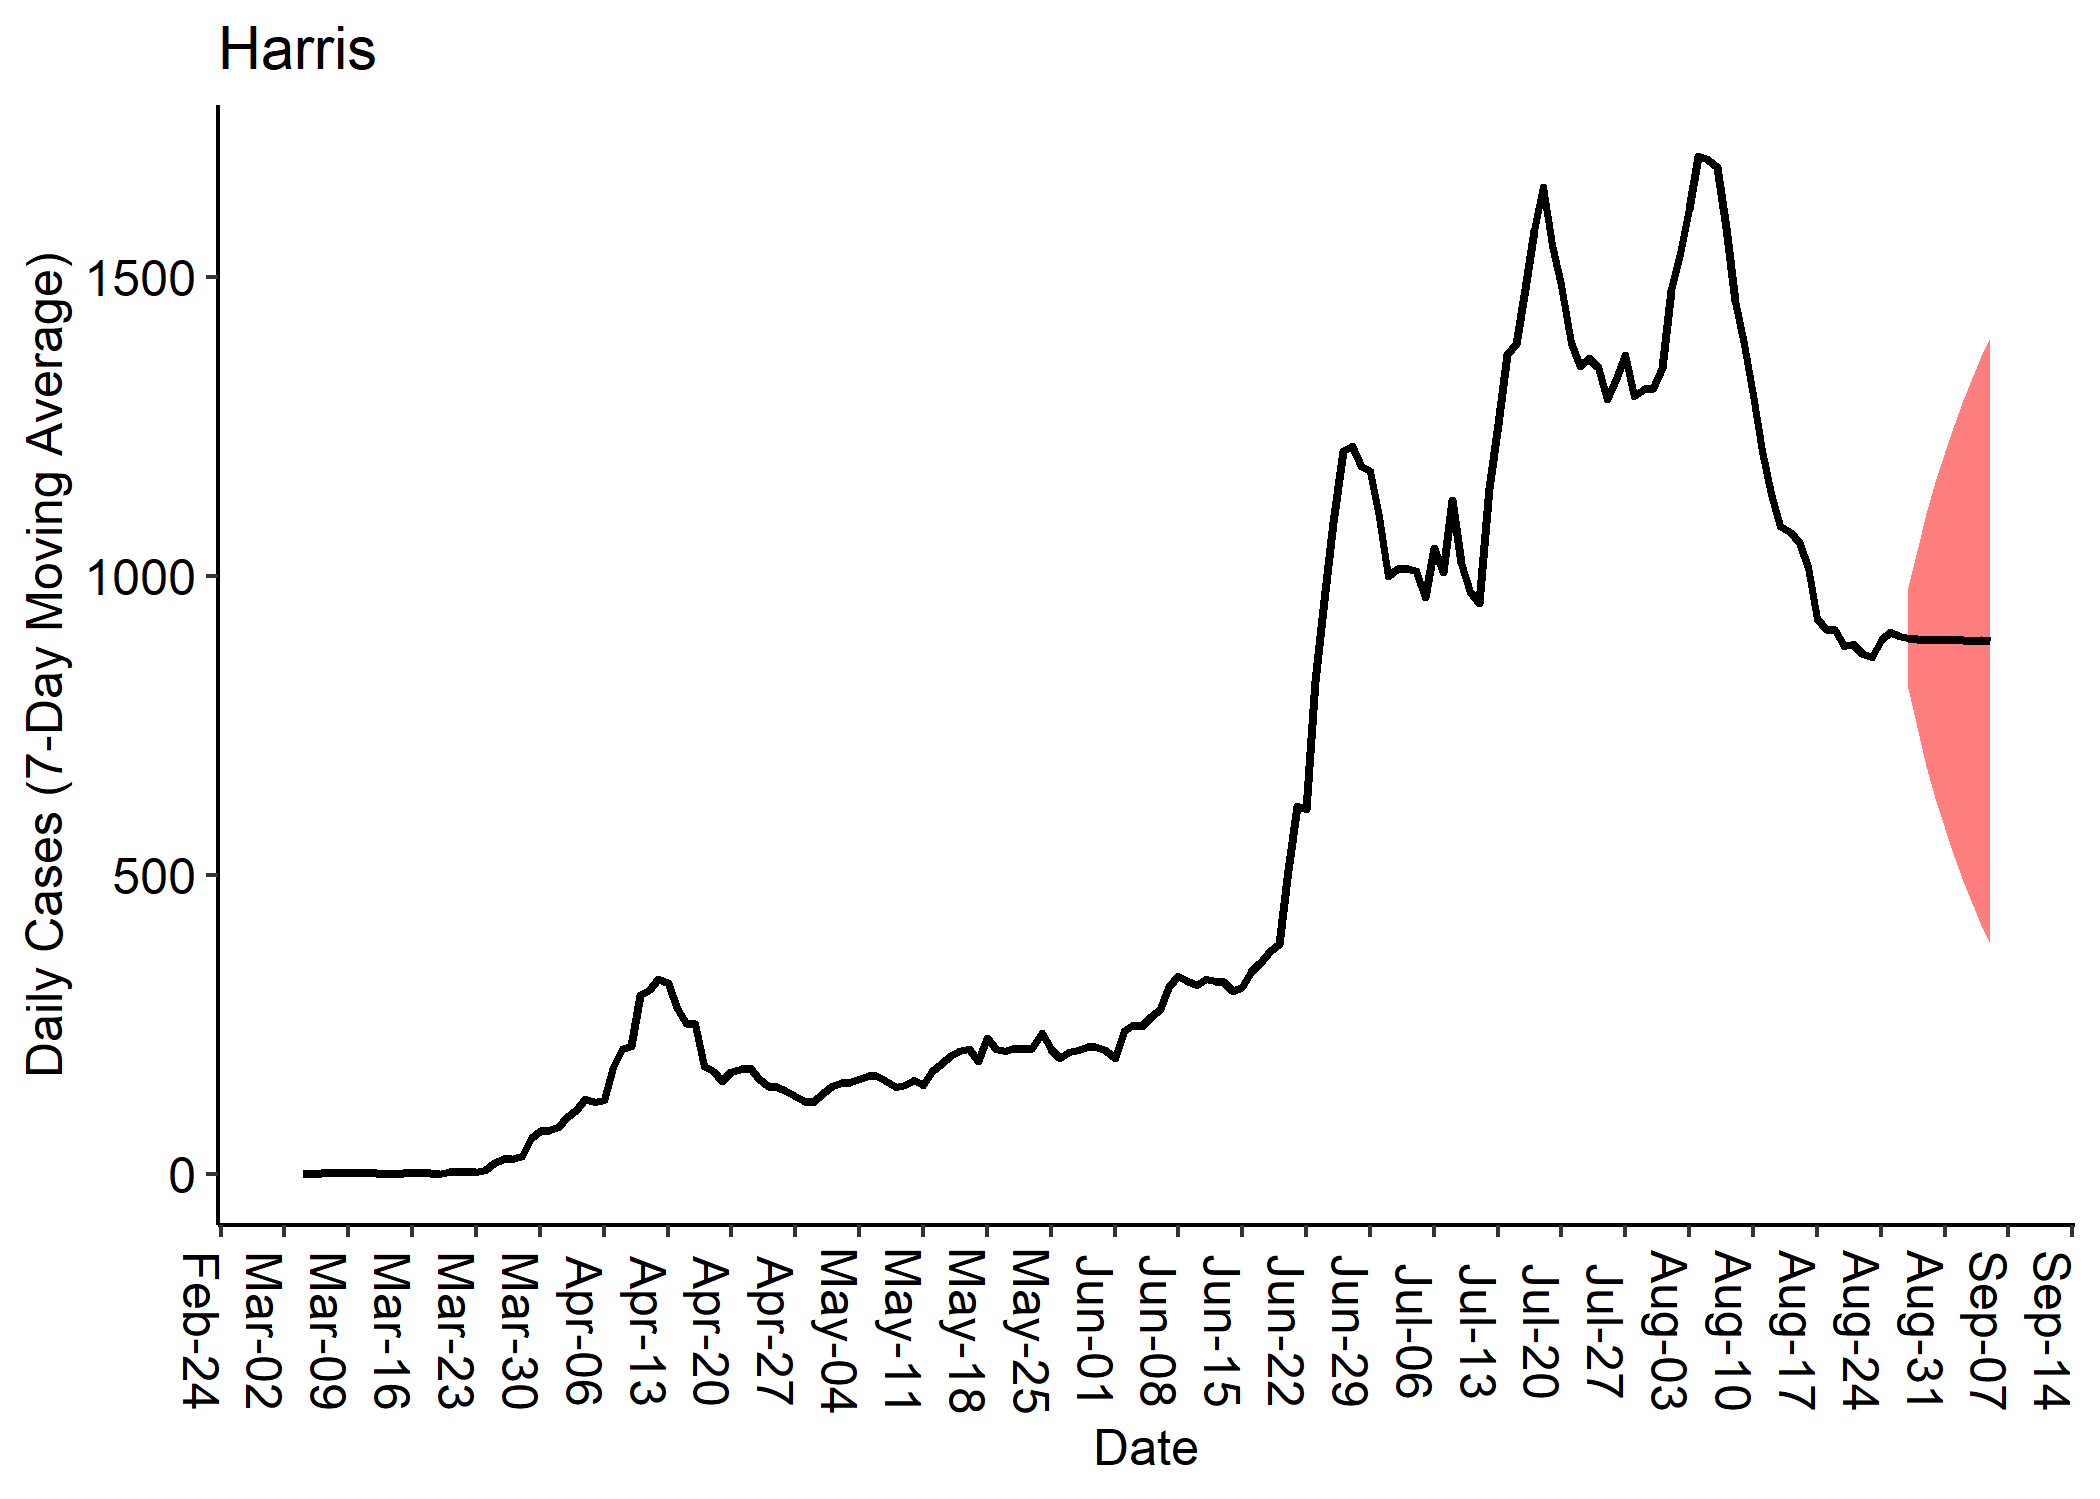 Harris
Daily Cases (7-Day Moving Average)
1500
1000
500
0
Feb-24
Mar-02
Mar-09
Mar-16
Mar-23
Mar-30
Apr-06
Apr-13
Apr-20
Apr-27
May-04
May-11
May-18
May-25
Jun-01
Jun-08
Jun-15
Jun-22
Jun-29
Jul-06
Jul-13
Jul-20
Jul-27
Aug-03
Aug-10
Aug-17
Aug-24
Aug-31
Sep-07
Sep-14
Date